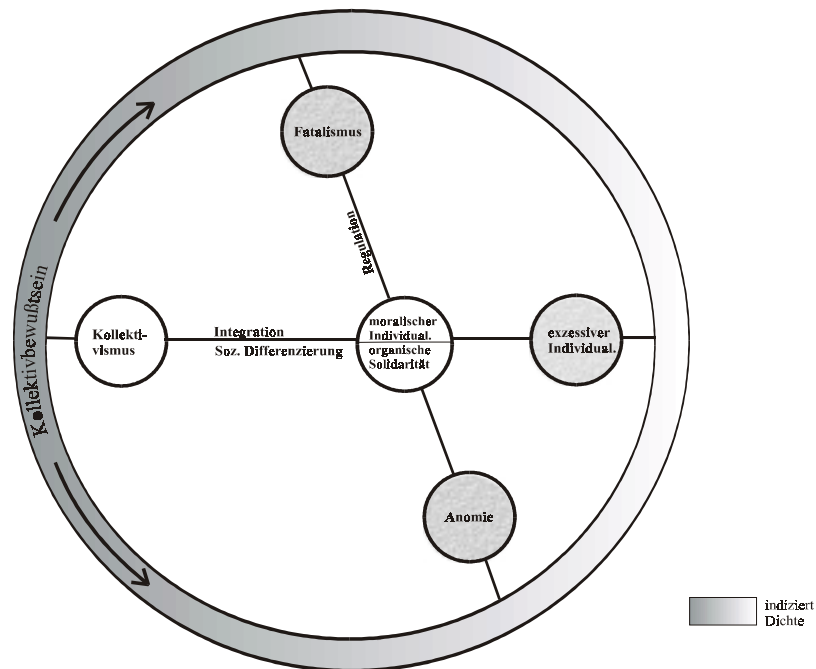 Fatalismus
Regulation
Kollektivbewußtsein
Kollekti-
vismus
Integration
Soz. Differenzierung
moralischer
Individual.
organische
Solidarität
exzessiver
Individual.
Anomie
indiziert
Dichte